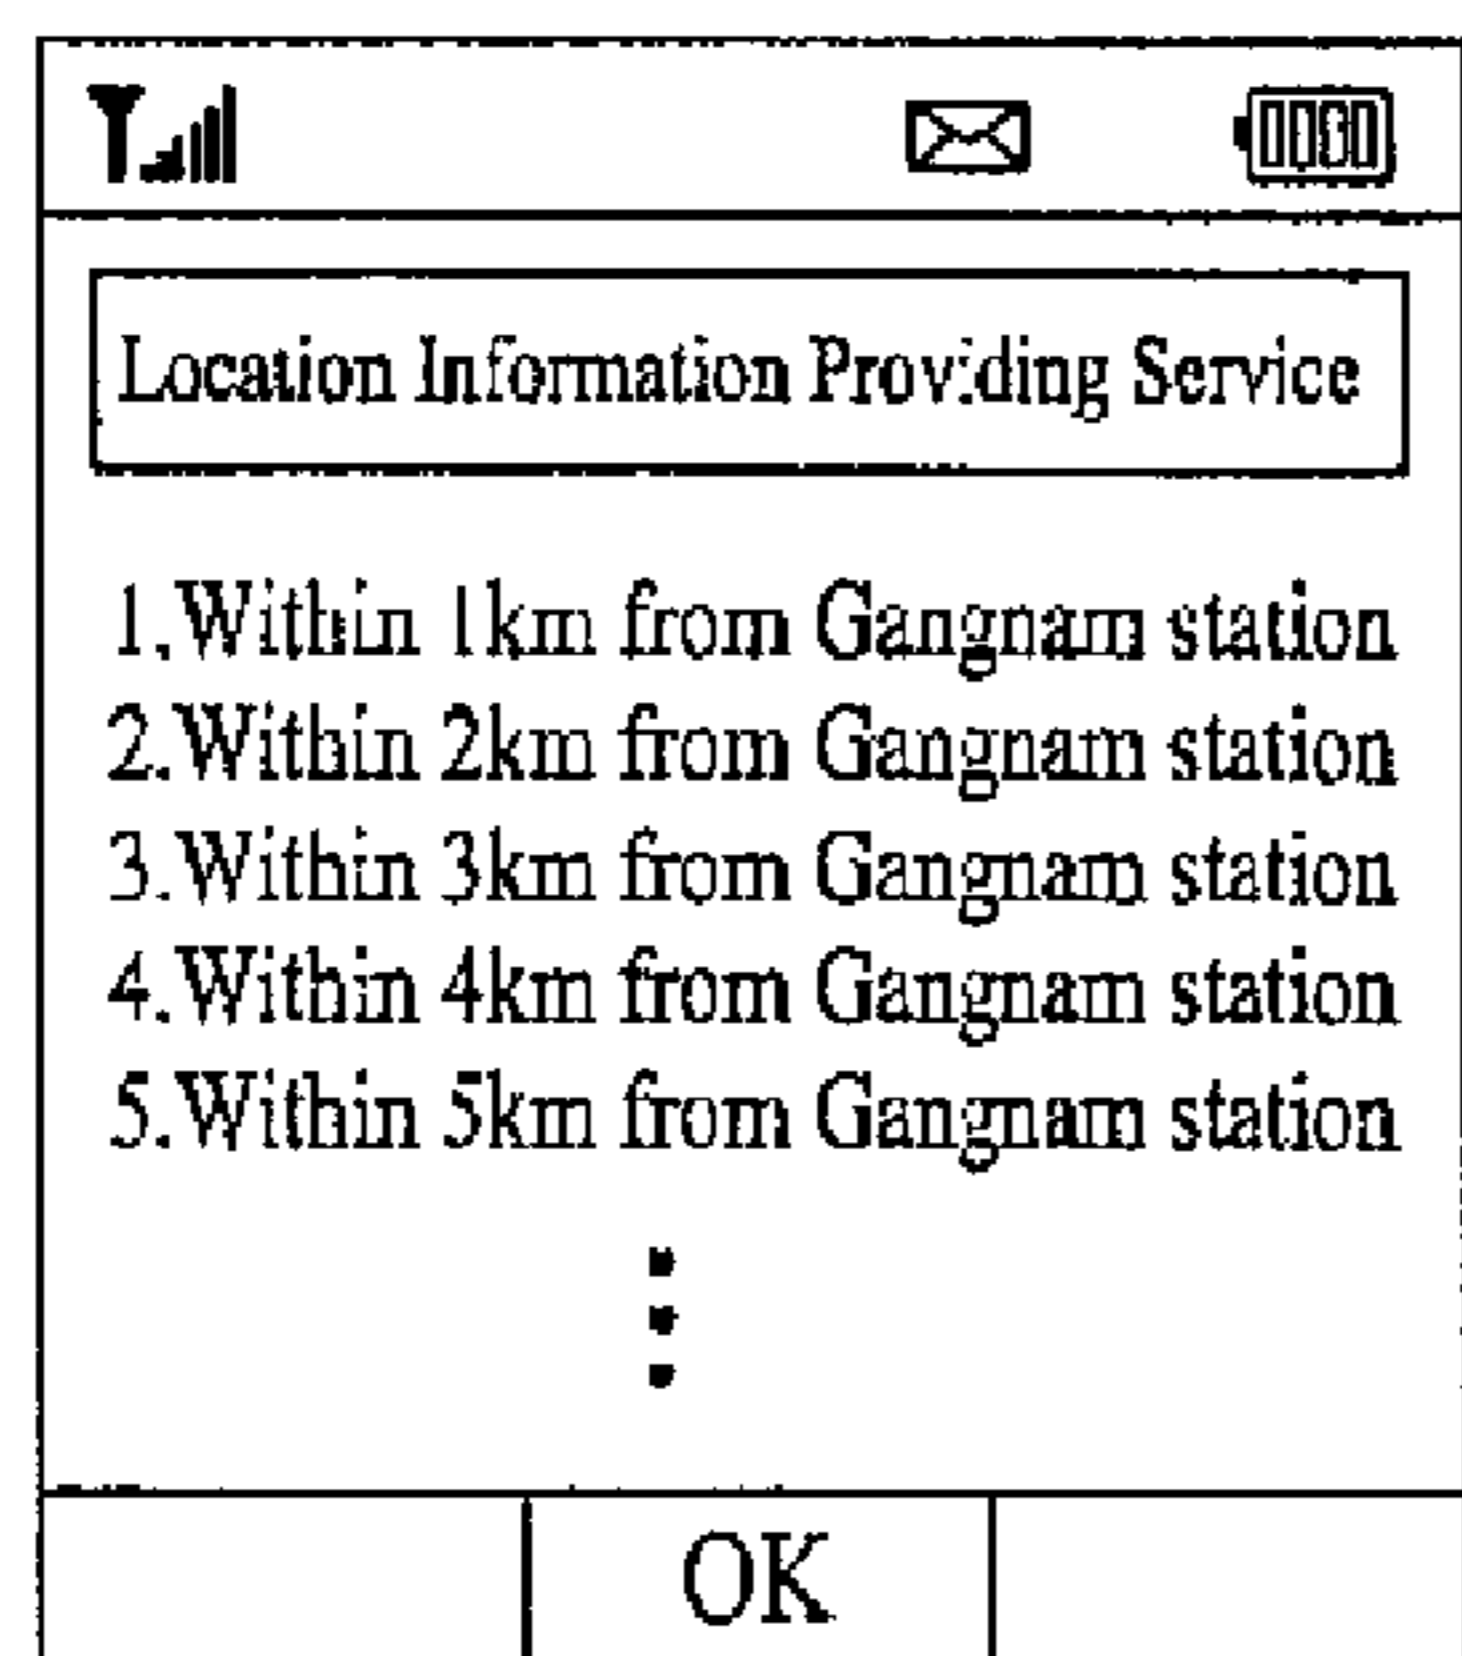 Location Information Providing Service
1.Within 1km from Gangnam station
2.Within 2km from Gangnam station
3.Within 3km from Gangnam station
4.Within 4km from Gangnam station
5.Within 5km from Gangnam station
OK